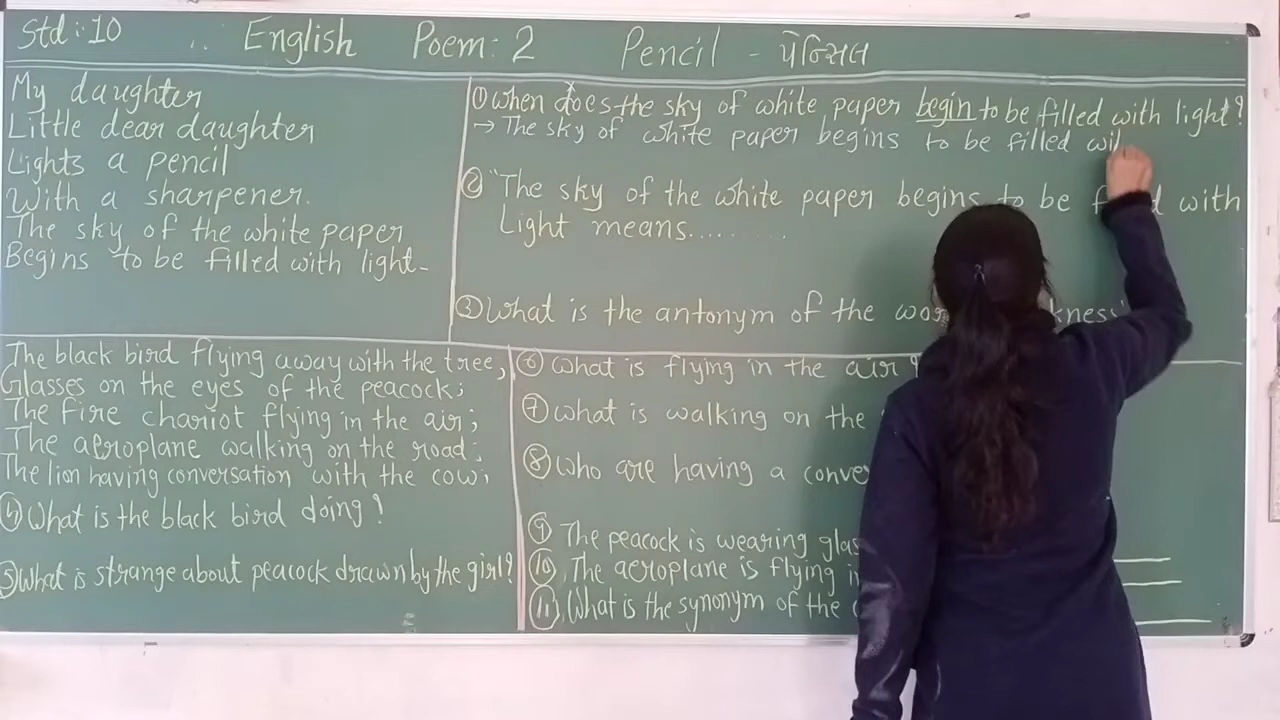 Std: 10 .. English Poem: 2 Pencil - પેન્સિલ
My daughter
Little dear daughter
Lights a pencil
With a sharpener.
The sky of the white paper
Begins to be filled with light-
① When does the sky of white paper begin to be filled with light?
→ The sky of white paper begins to be filled wit
② "The sky of the white paper begins to be with
Light means.........
③ What is the antonym of the
The black bird flying away with the tree,
Glasses on the eyes of the peacock;
The fire chariot flying in the air;
The aeroplane walking on the road;
The lion having conversation with the cow;
④ What is the black bird doing?
⑤ What is strange about peacock drawn by the girl?
⑥ What is flying in the air?
⑦ What is walking on the
⑧ Who are having a
⑨ The peacock is wearing
⑩ The aeroplane is flying
⑪ What is the synonym of the